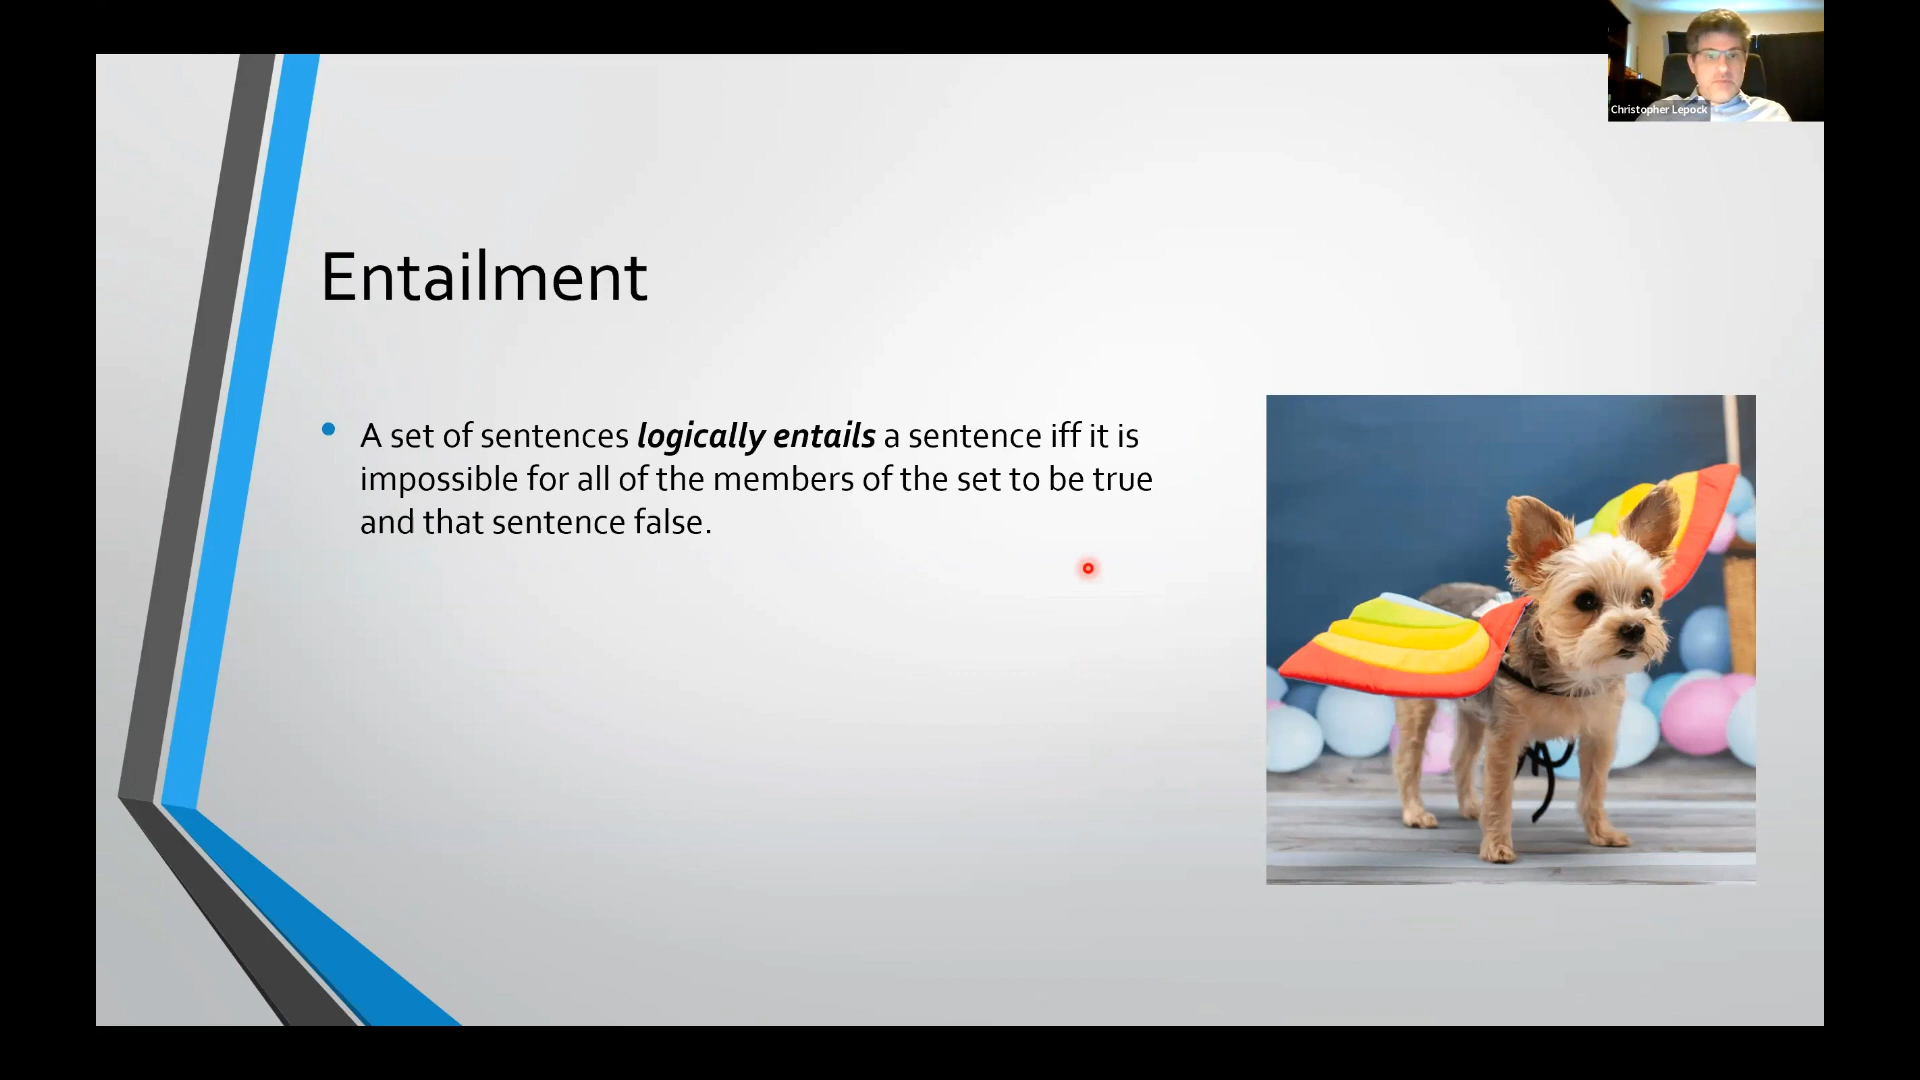 Christopher Lepock
Entailment
• A set of sentences logically entails a sentence iff it is
impossible for all of the members of the set to be true
and that sentence false.